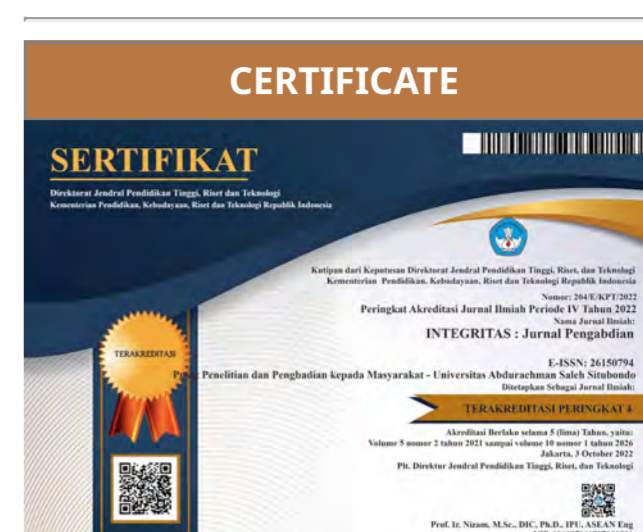 CERTIFICATE
SERTIFIKAT
Direktorat Jendral Pendidikan Tinggi, Riset dan Teknologi
Kementerian Pendidikan, Kebudayaan, Riset dan Teknologi Republik Indonesia
Kutipan dari Keputusan Direktorat Jendral Pendidikan Tinggi, Riset, dan Teknologi
Kementerian Pendidikan, Kebudayaan, Riset dan Teknologi Republik Indonesia
Nomor: 204/E/KPT/2022
Peringkat Akreditasi Jurnal Ilmiah Periode IV Tahun 2022
Nama Jurnal Ilmiah:
INTEGRITAS : Jurnal Pengabdian
E-ISSN: 26150794
TERAKREDITASI
Penelitian dan Pengbadian kepada Masyarakat - Universitas Abdurachman Saleh Situbondo
Ditetapkan Sebagai Jurnal Ilmiah:
TERAKREDITASI PERINGKAT 4
Akreditasi Berlaku selama 5 (lima) Tahun, yaitu:
Volume 5 nomor 2 tahun 2021 sampai volume 10 nomor 1 tahun 2026
Jakarta, 3 October 2022
Plt. Direktur Jendral Pendidikan Tinggi, Riset, dan Teknologi
Prof. Ir. Nizam, M.Sc., DIC, Ph.D., IPU, ASEAN Eng